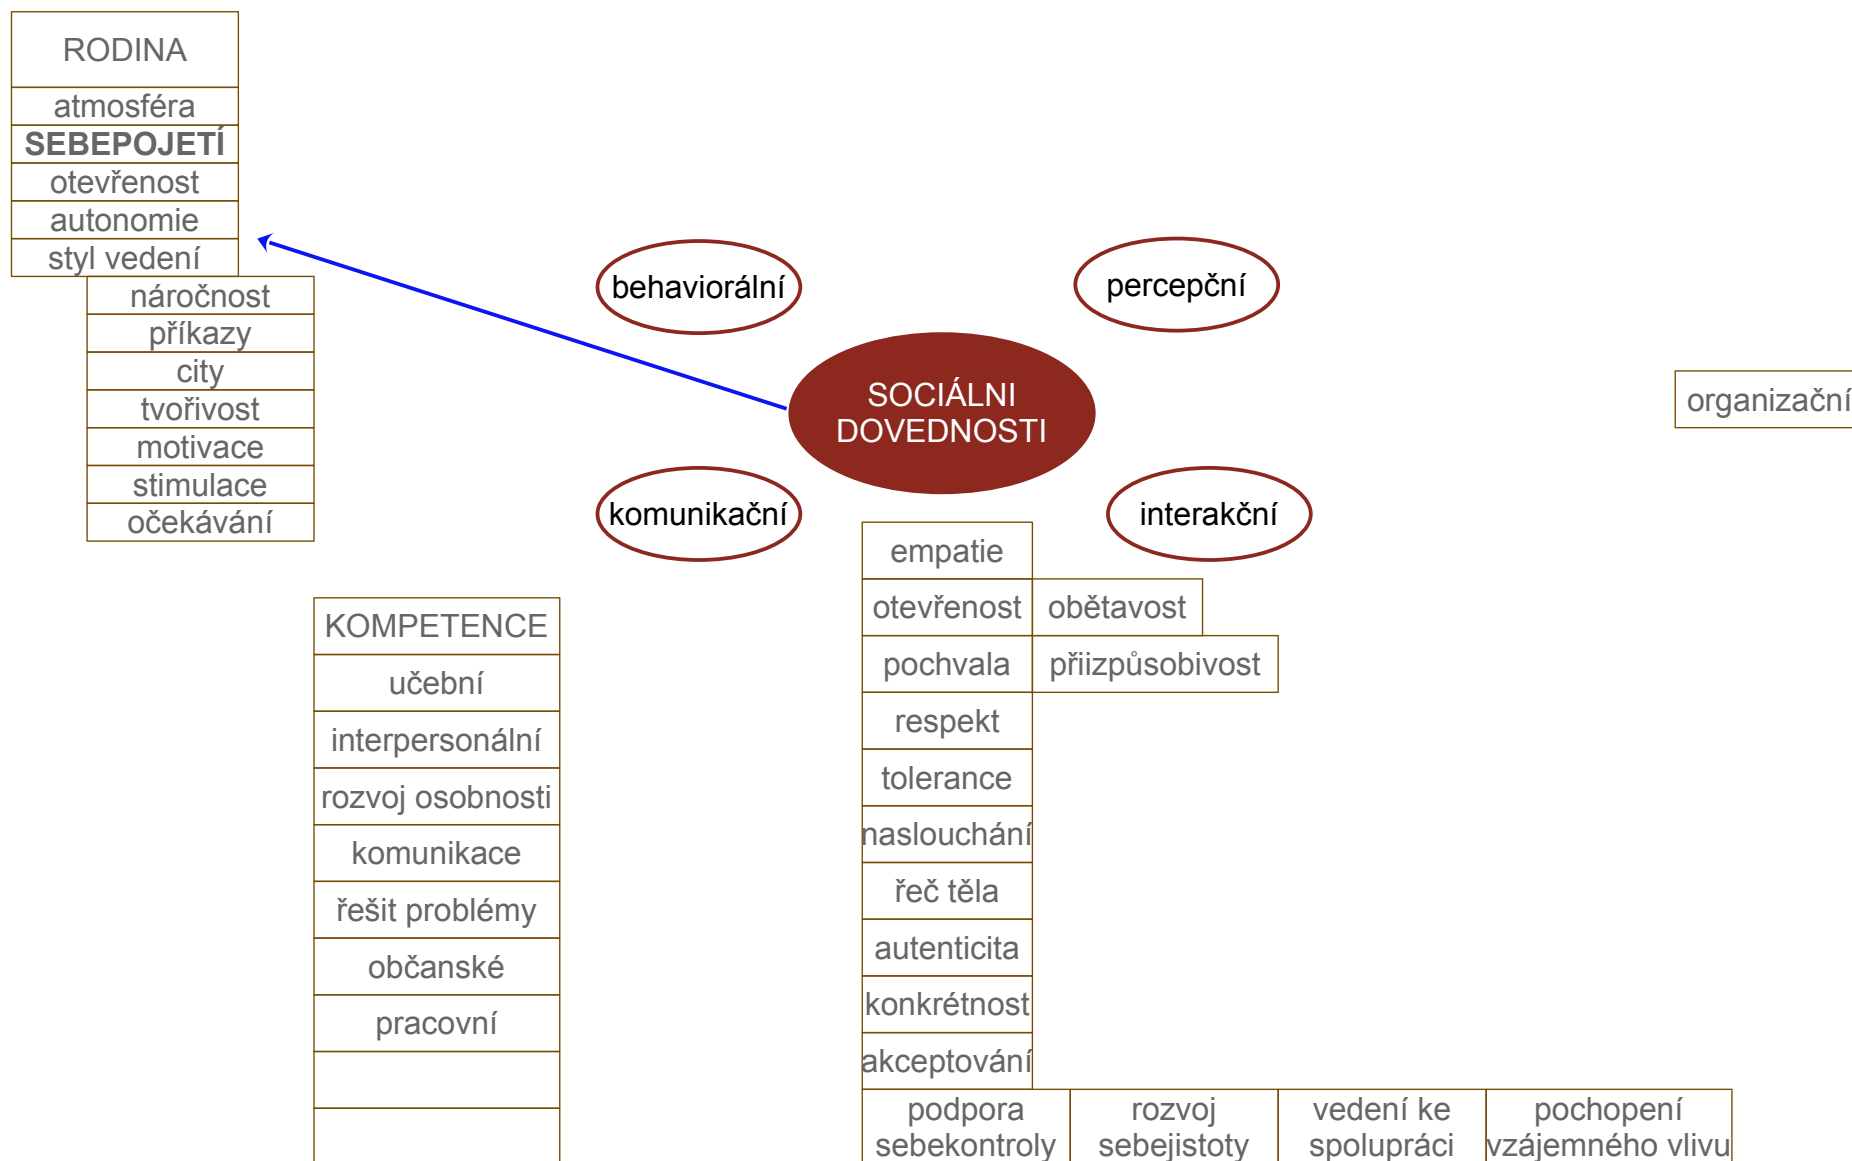 RODINA
atmosféra
SEBEPOJETÍ
otevřenost
autonomie
styl vedení
náročnost
příkazy
city
tvořivost
motivace
stimulace
očekávání
behaviorální
percepční
SOCIÁLNI
DOVEDNOSTI
organizační
komunikační
interakční
KOMPETENCE
učební
interpersonální
rozvoj osobnosti
komunikace
řešit problémy
občanské
pracovní
empatie
otevřenost obětavost
pochvala přiizpůsobivost
respekt
tolerance
naslouchání
řeč těla
autenticita
konkrétnost
akceptování
podpora
sebekontroly
rozvoj
sebejistoty
vedení ke
spolupráci
pochopení
vzájemného vlivu